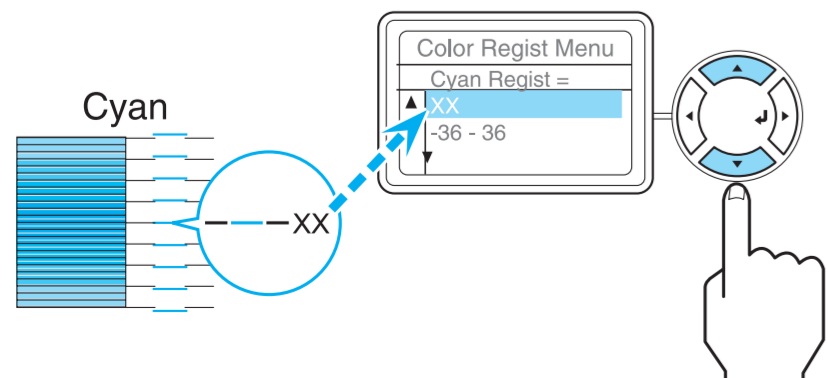 Cyan
XX
Color Regist Menu
Cyan Regist =
XX
-36 - 36